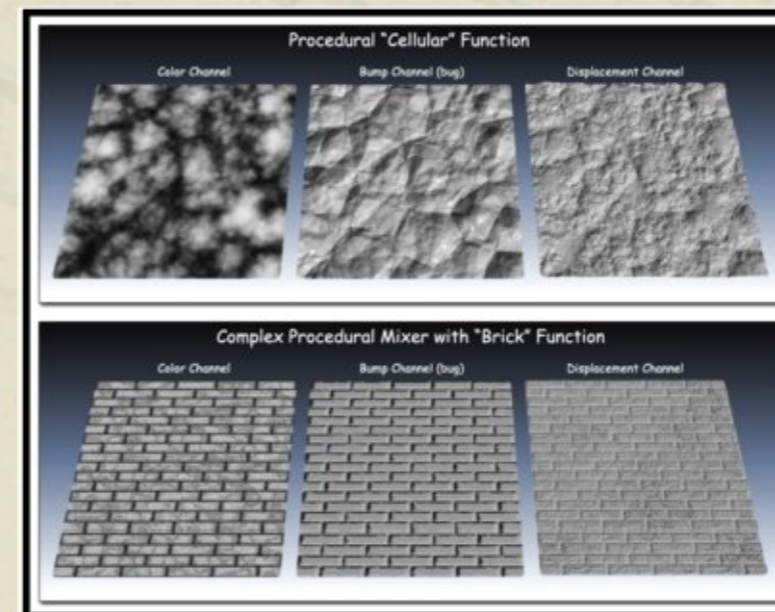 Procedural “Cellular” Function
Color Channel
Bump Channel (bug)
Displacement Channel
Complex Procedural Mixer with “Brick” Function
Color Channel
Bump Channel (bug)
Displacement Channel